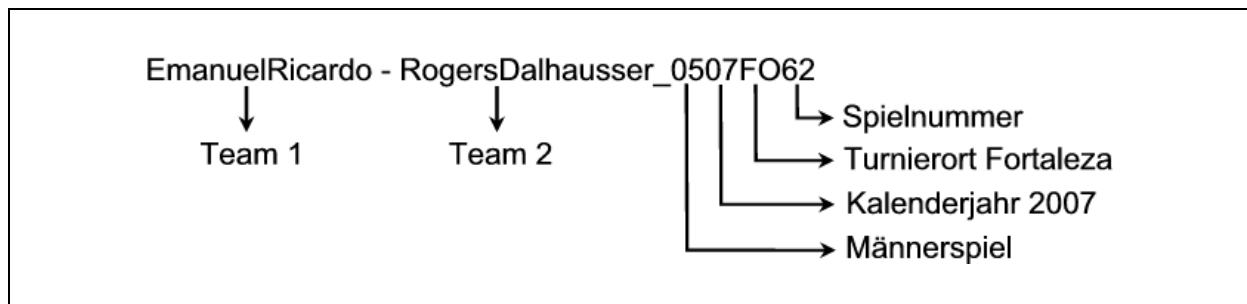 EmanuelRicardo - RogersDalhausser_0507FO62
Spielnummer
Team 1 Team 2
Turnierort Fortaleza
Kalenderjahr 2007
Männerspiel